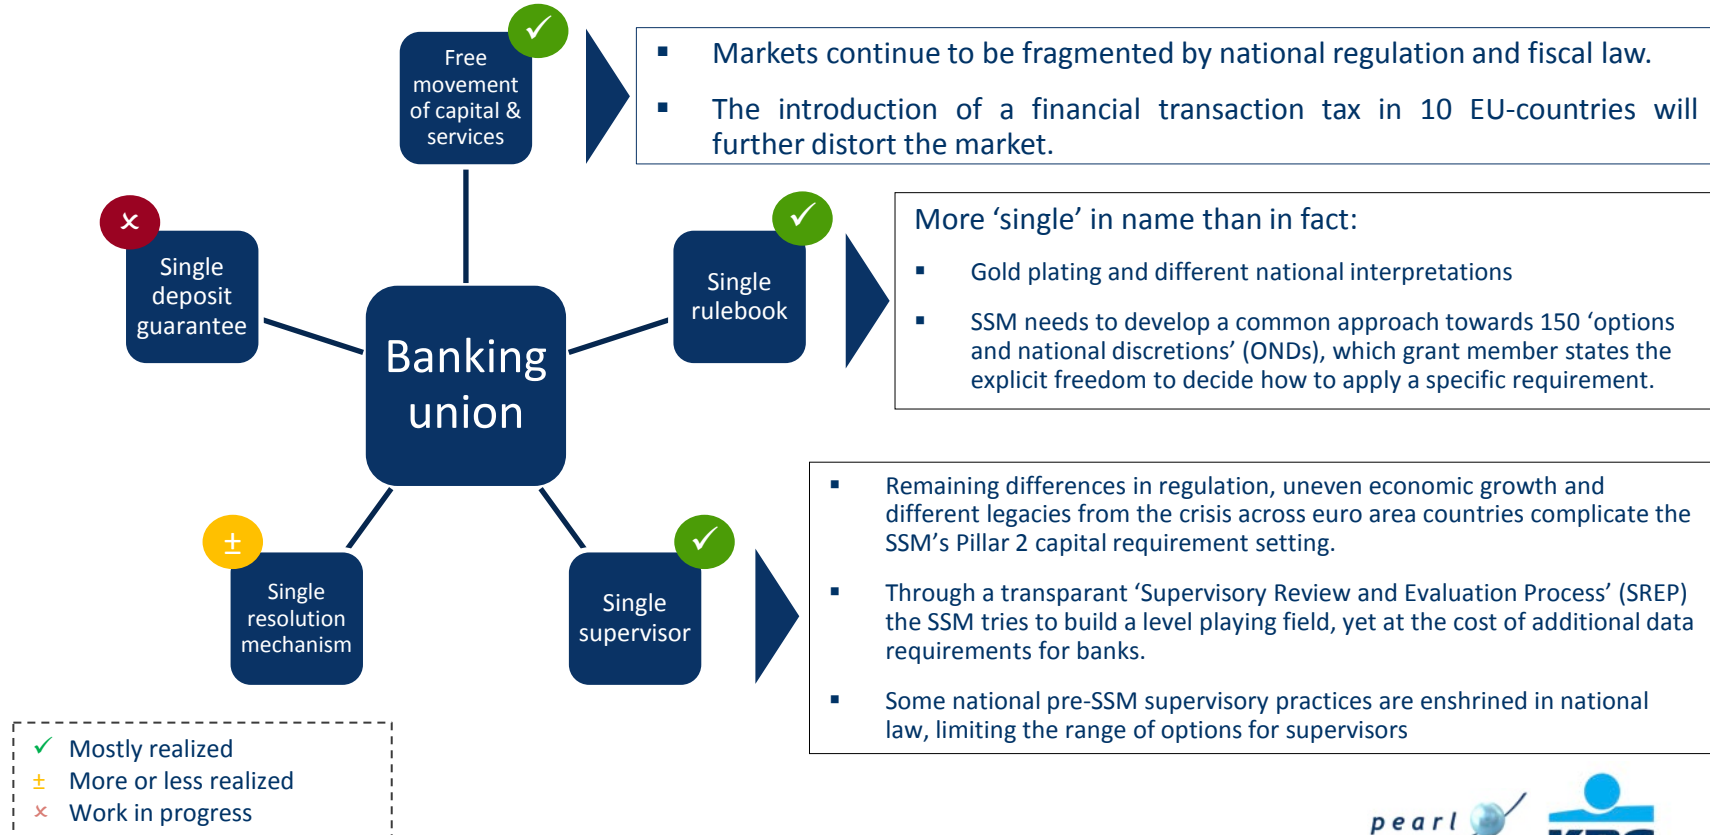 Free
movement
of capital &
services
✓
▪ Markets continue to be fragmented by national regulation and fiscal law.
▪ The introduction of a financial transaction tax in 10 EU-countries will
further distort the market.
×
Single
deposit
guarantee
✓
Single
rulebook
More ‘single’ in name than in fact:
▪ Gold plating and different national interpretations
▪ SSM needs to develop a common approach towards 150 ‘options
and national discretions’ (ONDs), which grant member states the
explicit freedom to decide how to apply a specific requirement.
Banking
union
±
Single
resolution
mechanism
✓
Single
supervisor
▪ Remaining differences in regulation, uneven economic growth and
different legacies from the crisis across euro area countries complicate the
SSM’s Pillar 2 capital requirement setting.
▪ Through a transparant ‘Supervisory Review and Evaluation Process’ (SREP)
the SSM tries to build a level playing field, yet at the cost of additional data
requirements for banks.
▪ Some national pre-SSM supervisory practices are enshrined in national
law, limiting the range of options for supervisors
✓ Mostly realized
± More or less realized
× Work in progress
pearl
KBC